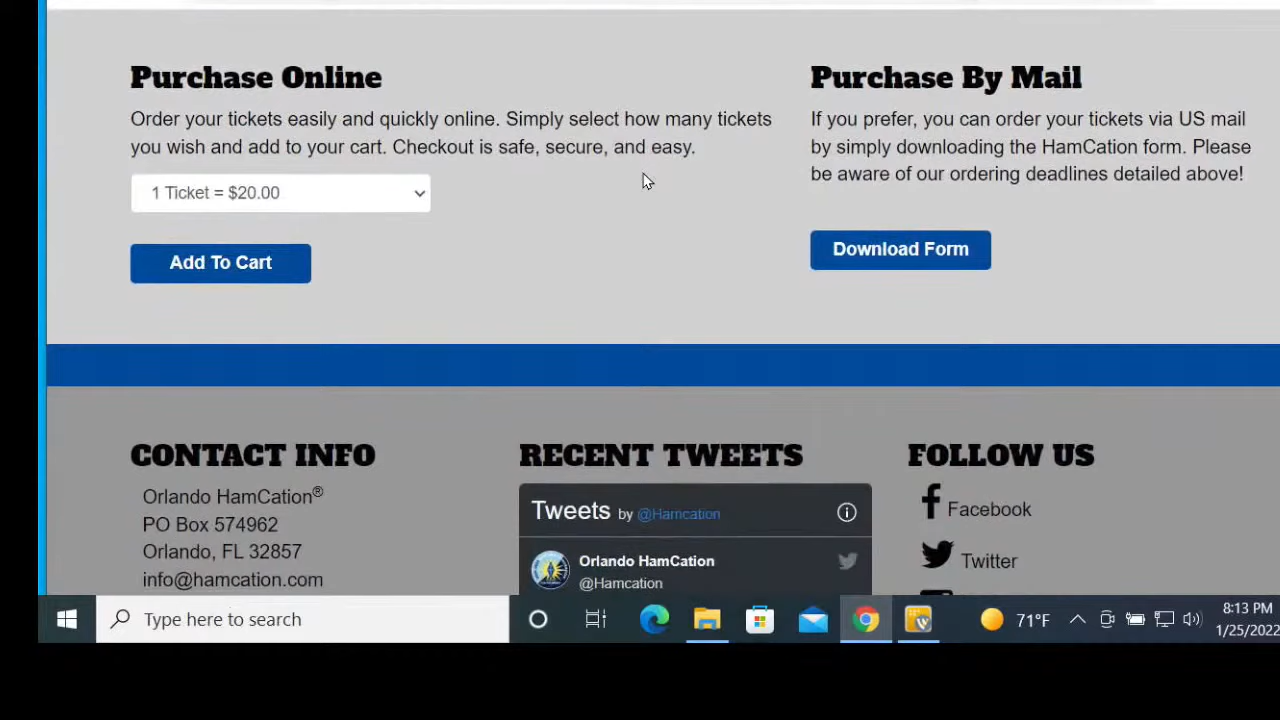 Purchase Online
Order your tickets easily and quickly online. Simply select how many tickets
you wish and add to your cart. Checkout is safe, secure, and easy.
1 Ticket = $20.00
Add To Cart
Purchase By Mail
If you prefer, you can order your tickets via US mail
by simply downloading the HamCation form. Please
be aware of our ordering deadlines detailed above!
Download Form
CONTACT INFO
Orlando HamCation®
PO Box 574962
Orlando, FL 32857
info@hamcation.com
RECENT TWEETS
Tweets by @Hamcation
Orlando HamCation
@Hamcation
FOLLOW US
Facebook
Twitter
Type here to search
71°F
8:13 PM
1/25/2022